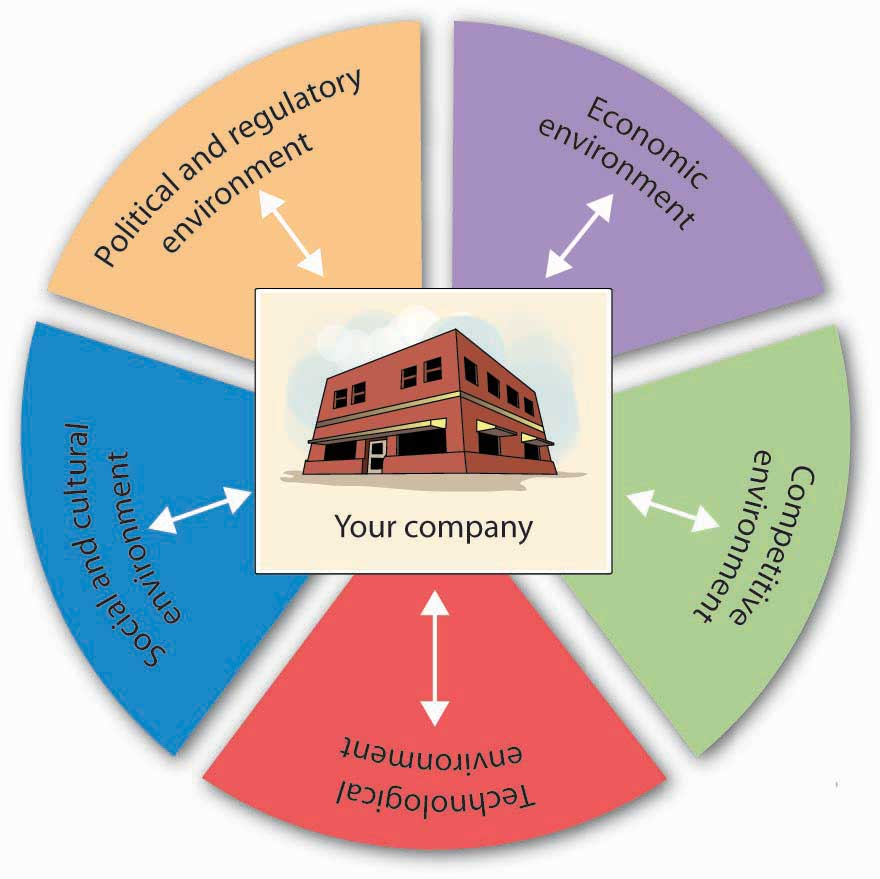 Political and regulatory
environment
Economic
environment
Competitive
environment
Technological
environment
Social and cultural
environment
Your company